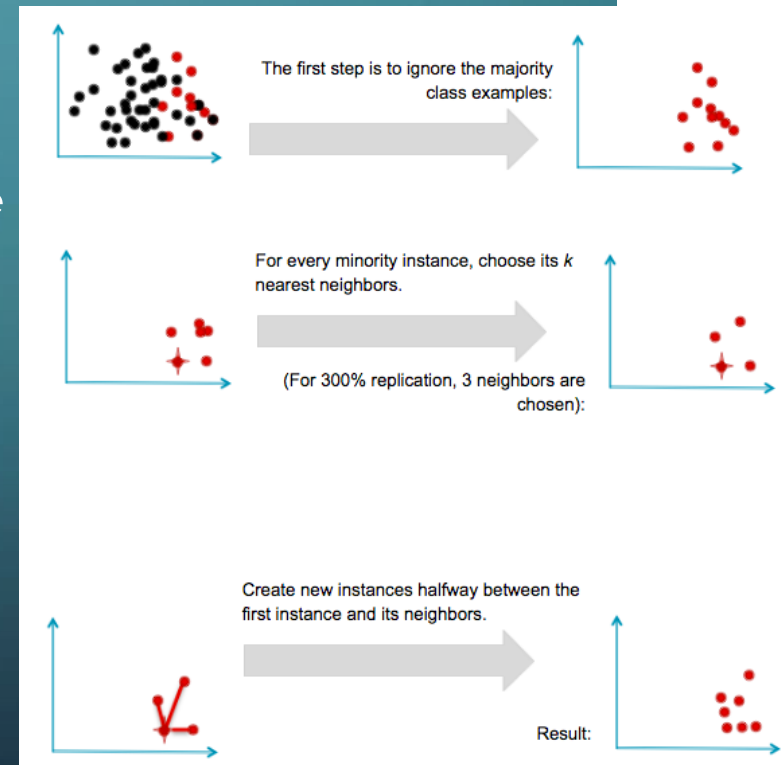 The first step is to ignore the majority
class examples:
For every minority instance, choose its k
nearest neighbors.
(For 300% replication, 3 neighbors are
chosen):
Create new instances halfway between the
first instance and its neighbors.
Result: